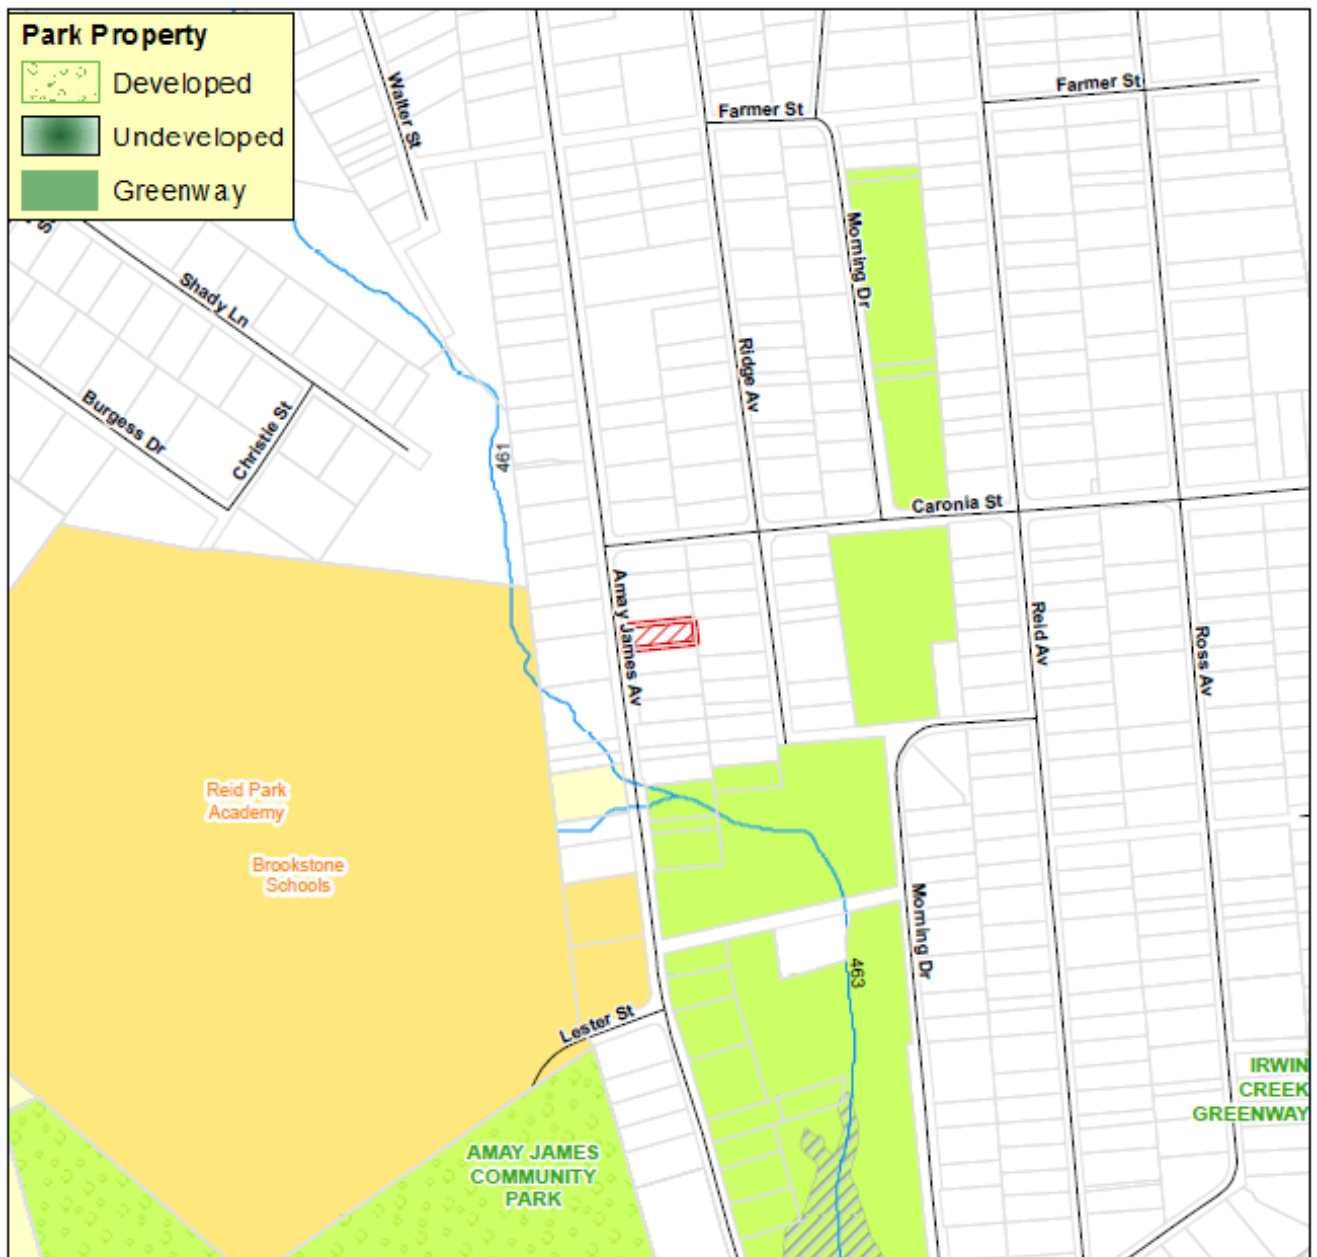 Park Property
Developed
Undeveloped
Greenway
Walter St
Farmer St
Farmer St
Morning Dr
Shady Ln
Ridge Av
Burgess Dr
Christie St
461
Caronia St
Amay James Av
Reid Av
Ross Av
Reid Park
Academy
Brookstone
Schools
Morning Dr
463
Lester St
IRWIN
CREEK
GREENWAY
AMAY JAMES
COMMUNITY
PARK